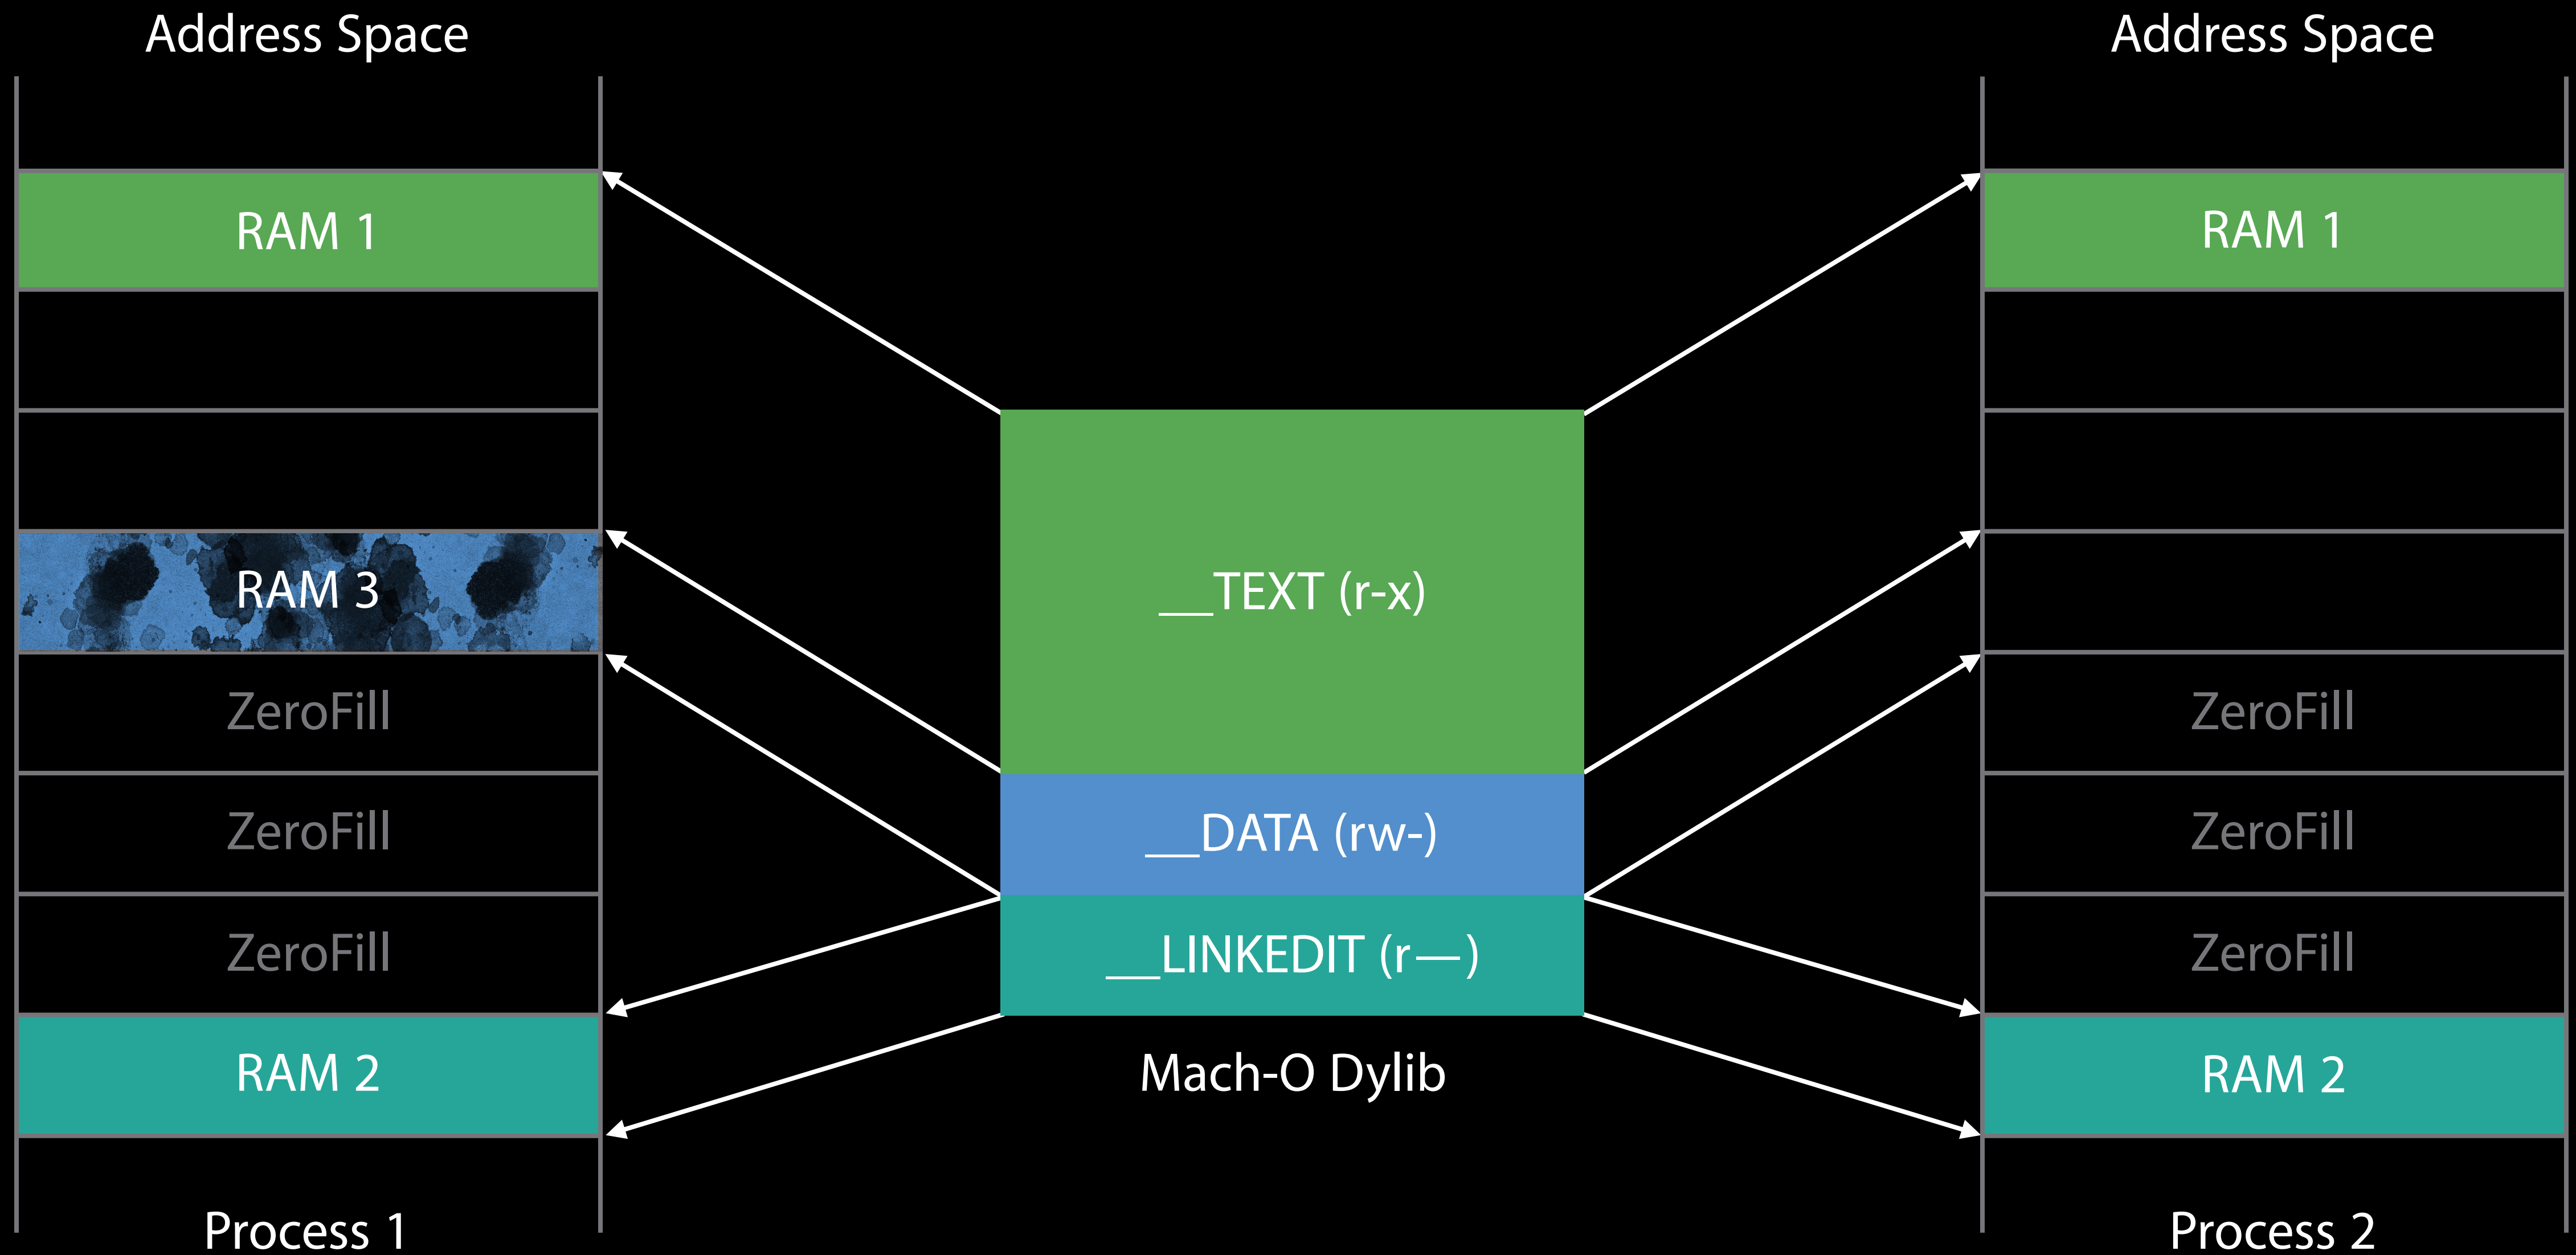 Address Space
RAM 1
RAM 3
ZeroFill
ZeroFill
ZeroFill
RAM 2
Process 1
__TEXT (r-x)
__DATA (rw-)
__LINKEDIT (r—)
Mach-O Dylib
Address Space
RAM 1
ZeroFill
ZeroFill
ZeroFill
RAM 2
Process 2